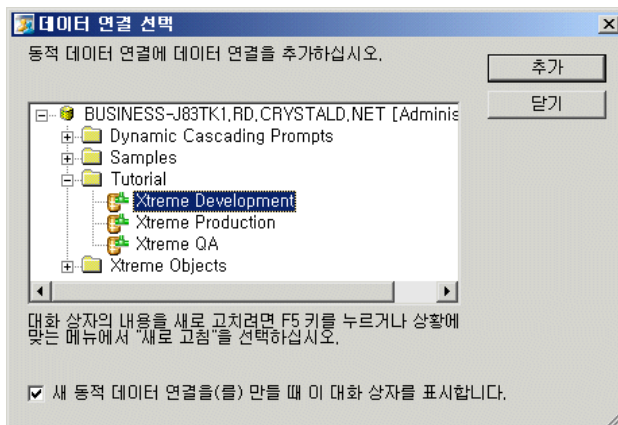 데이터 연결 선택
동적 데이터 연결에 데이터 연결을 추가하십시오.
추가
닫기
BUSINESS-J83TK1.RD.CRYSTALD.NET [Adminis
Dynamic Cascading Prompts
Samples
Tutorial
Xtreme Development
Xtreme Production
Xtreme QA
Xtreme Objects
대화 상자의 내용을 새로 고치려면 F5 키를 누르거나 상황에
맞는 메뉴에서 "새로 고침"을 선택하십시오.
새 동적 데이터 연결을(를) 만들 때 이 대화 상자를 표시합니다.